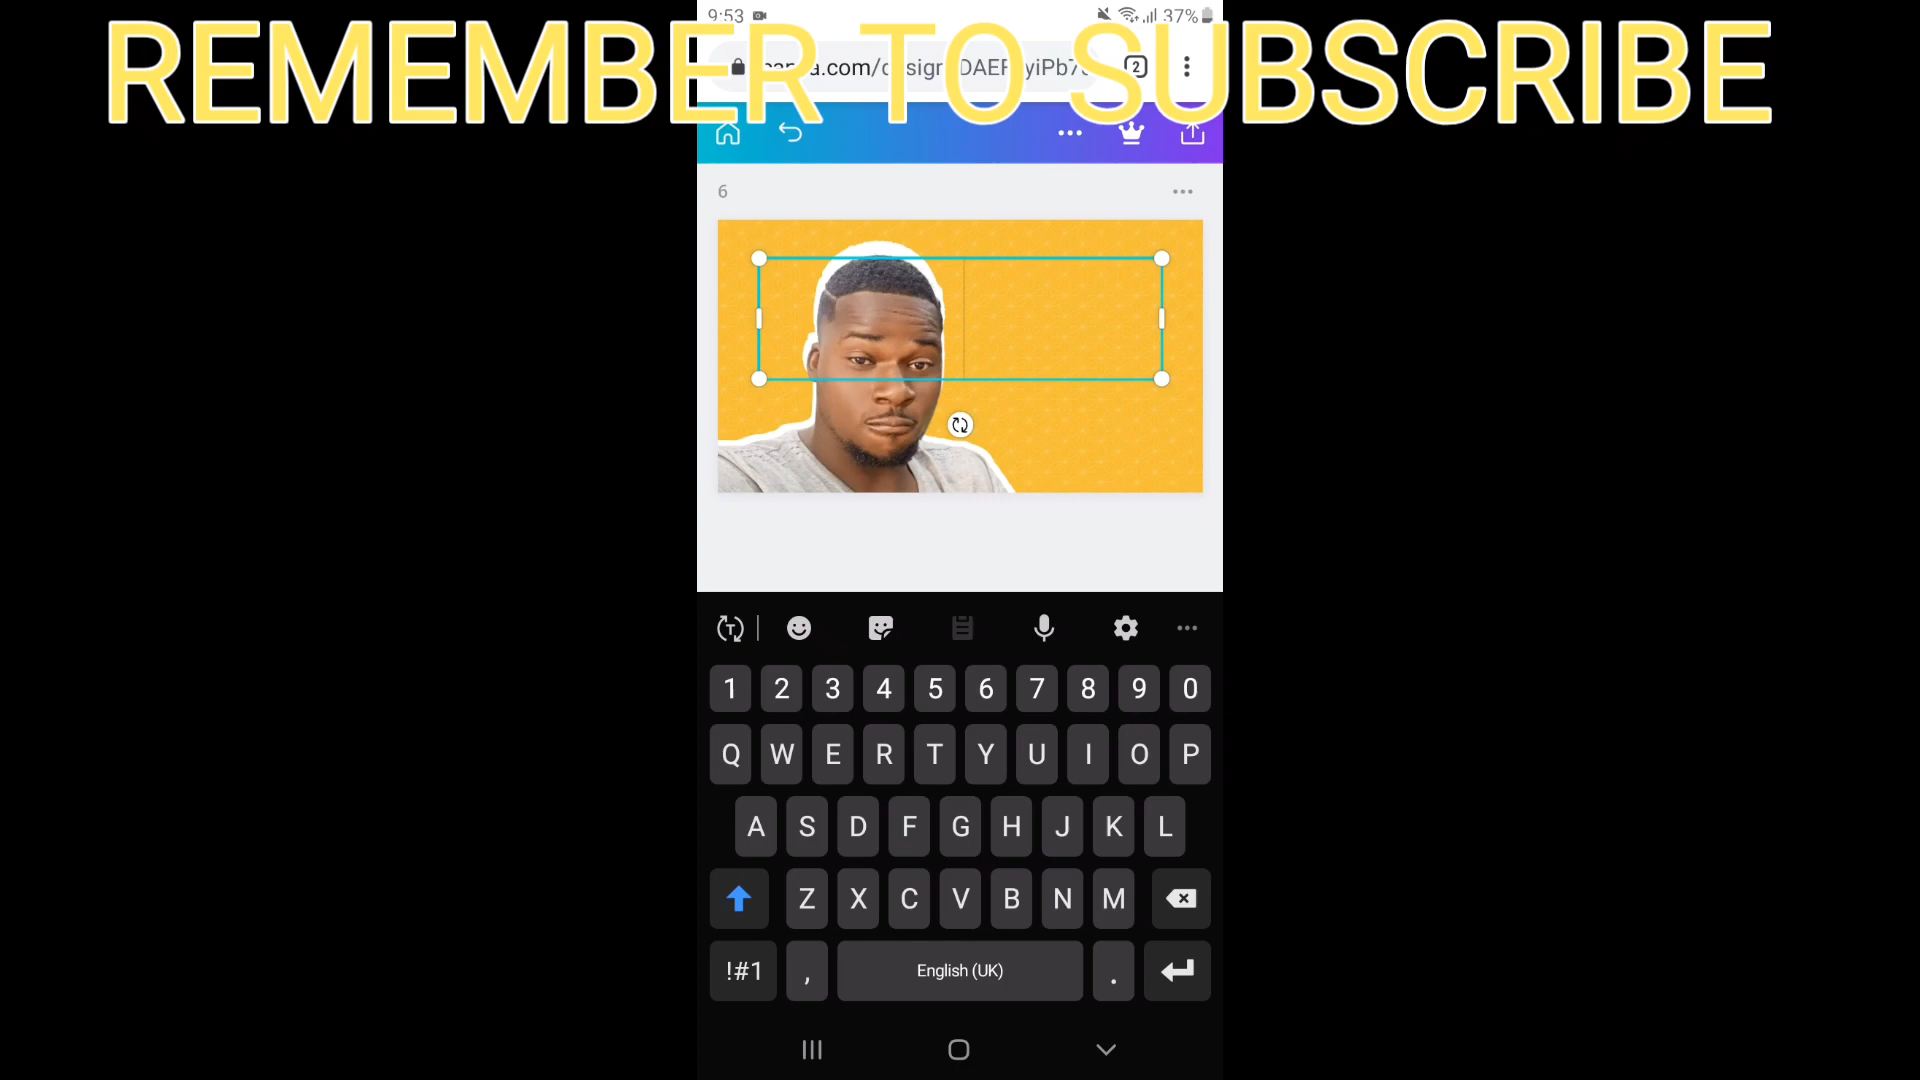 REMEMBER TO SUBSCRIBE
9:53
37%
2
6
1 2 3 4 5 6 7 8 9 0
Q W E R T Y U I O P
A S D F G H J K L
Z X C V B N M
!#1 , English (UK) .